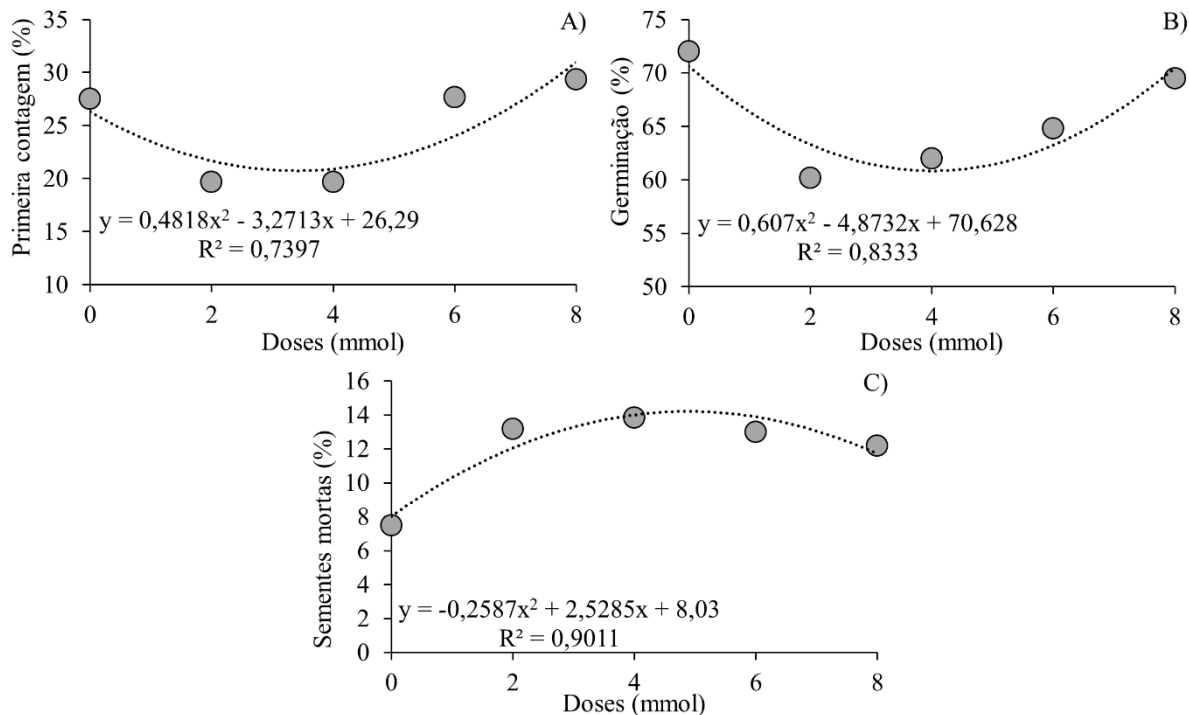 A)
Primeira contagem (%)
35
30
25
20
15
10
y = 0,4818x² - 3,2713x + 26,29
R² = 0,7397
0 2 4 6 8
Doses (mmol)
B)
Germinação (%)
75
70
65
60
55
50
y = 0,607x² - 4,8732x + 70,628
R² = 0,8333
0 2 4 6 8
Doses (mmol)
C)
Sementes mortas (%)
16
14
12
10
8
6
4
2
0
y = -0,2587x² + 2,5285x + 8,03
R² = 0,9011
0 2 4 6 8
Doses (mmol)